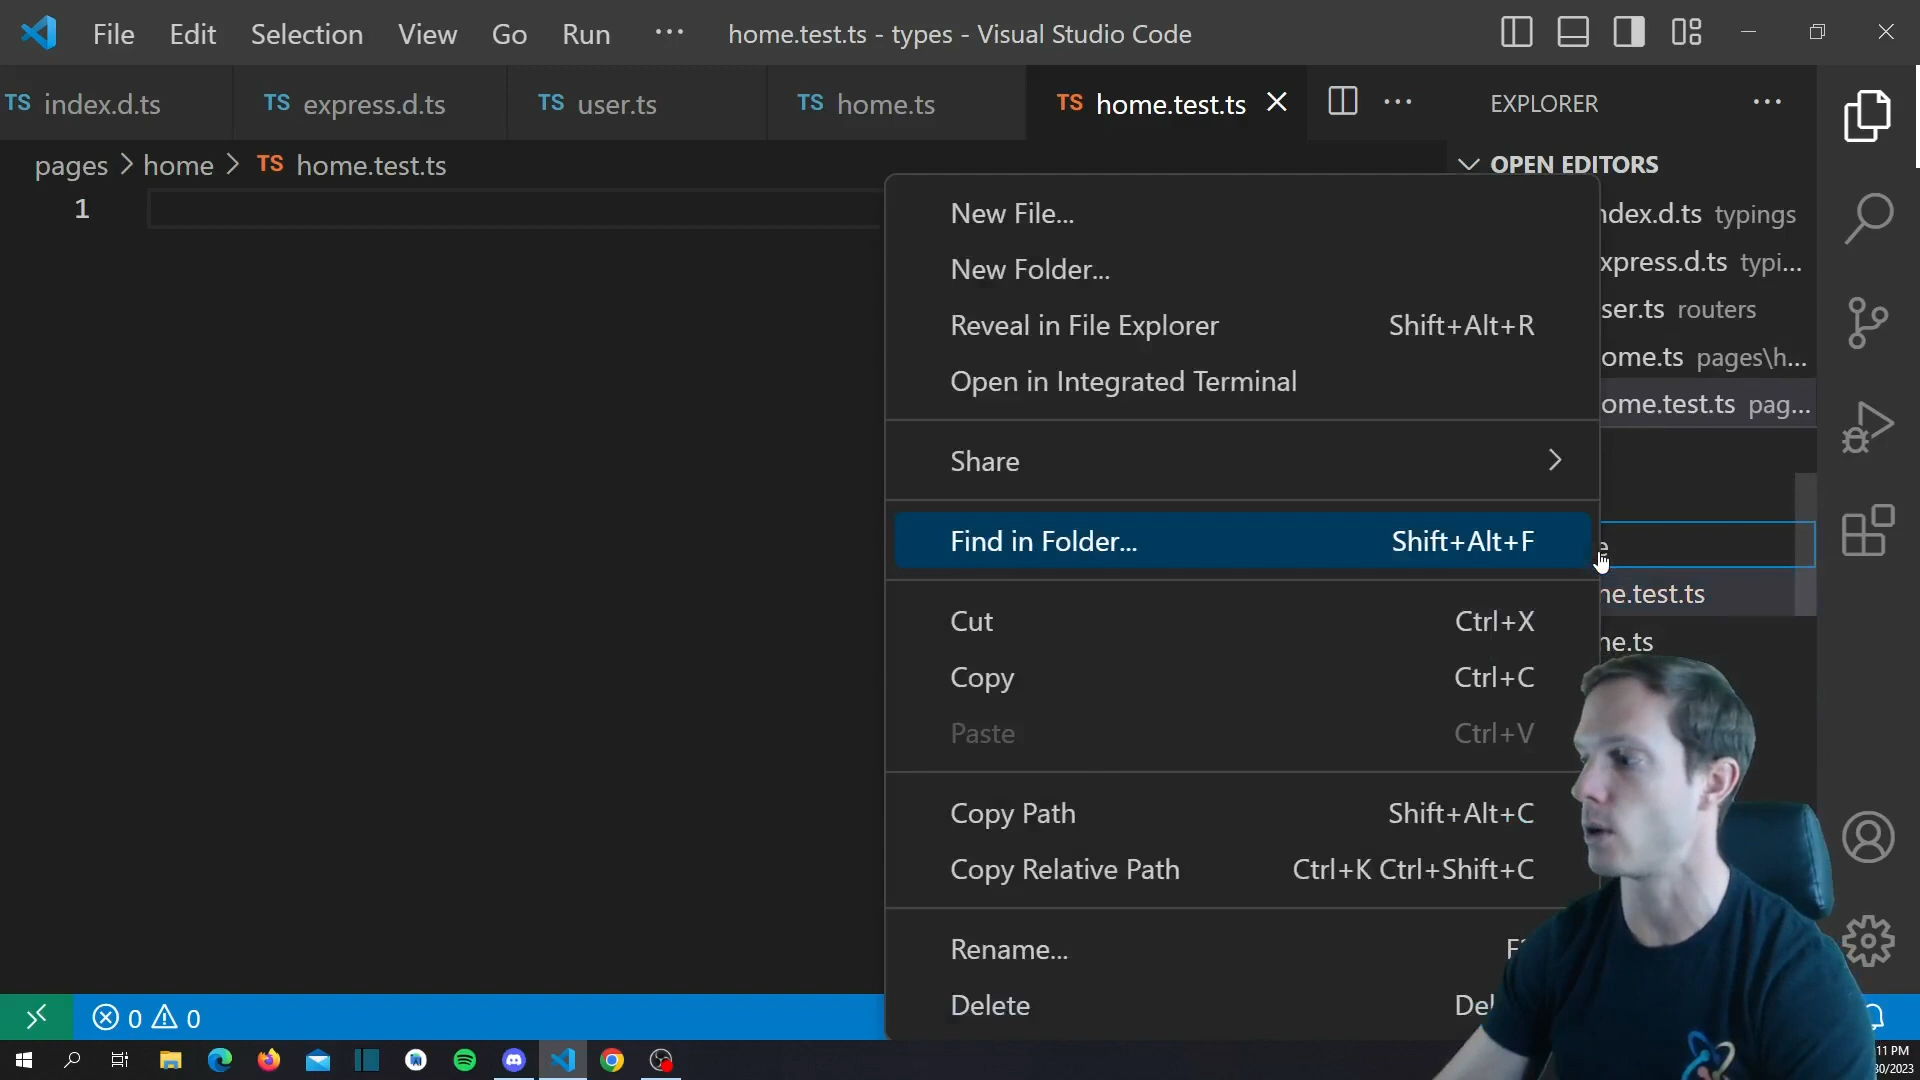 File Edit Selection View Go Run ··· home.test.ts - types - Visual Studio Code
TS index.d.ts TS express.d.ts TS user.ts TS home.ts TS home.test.ts
EXPLORER
pages > home > TS home.test.ts
OPEN EDITORS
1
New File...
New Folder...
Reveal in File Explorer Shift+Alt+R
Open in Integrated Terminal
Share
Find in Folder... Shift+Alt+F
Cut Ctrl+X
Copy Ctrl+C
Paste Ctrl+V
Copy Path Shift+Alt+C
Copy Relative Path Ctrl+K Ctrl+Shift+C
Rename...
Delete
ndex.d.ts typings
xpress.d.ts typi...
ser.ts routers
ome.ts pages\h...
ome.test.ts pag...
ne.test.ts
ne.ts
0 0
11 PM
30/2023